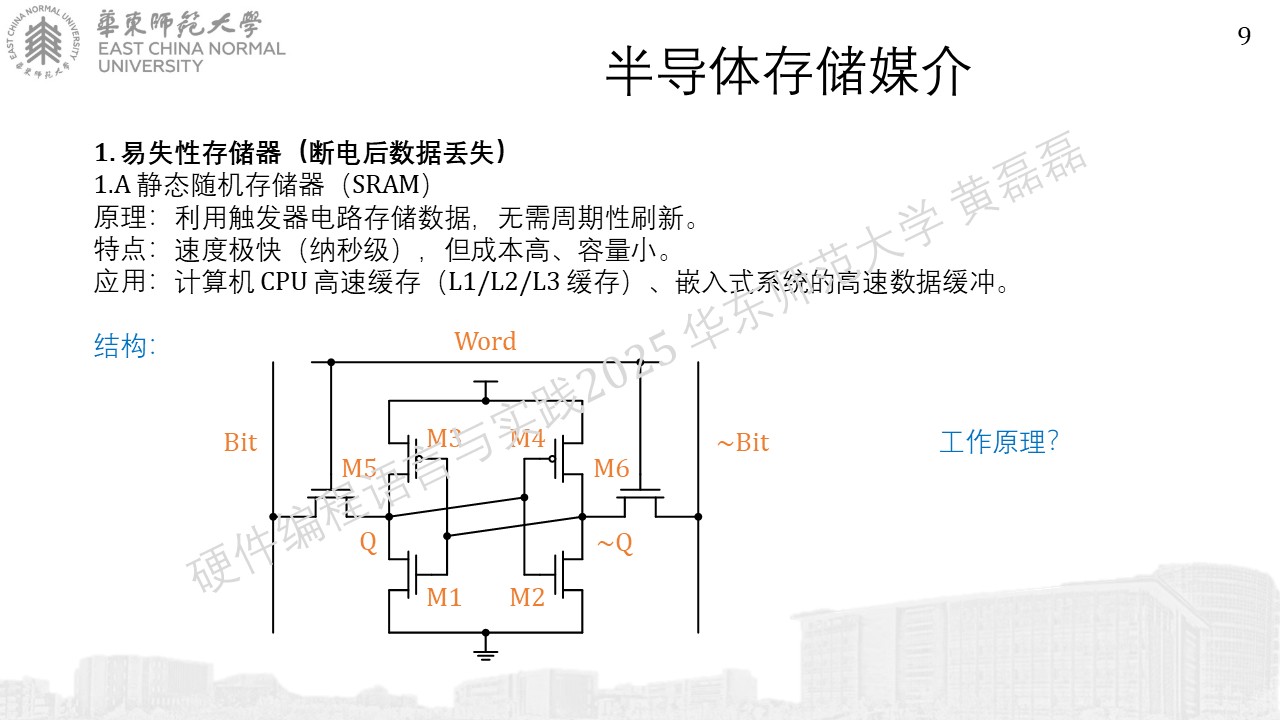 華東師範大學
EAST CHINA NORMAL
UNIVERSITY
EAST CHINA NORMAL UNIVERSITY
華東師範大學
9
半导体存储媒介
1. 易失性存储器（断电后数据丢失）
1.A 静态随机存储器（SRAM）
原理：利用触发器电路存储数据，无需周期性刷新。
特点：速度极快（纳秒级），但成本高、容量小。
应用：计算机 CPU 高速缓存（L1/L2/L3 缓存）、嵌入式系统的高速数据缓冲。
结构：
Word
Bit
M3
M4
~Bit
M5
M6
Q
~Q
M1
M2
工作原理？
硬件编程语言与实践2025 华东师范大学 黄磊磊